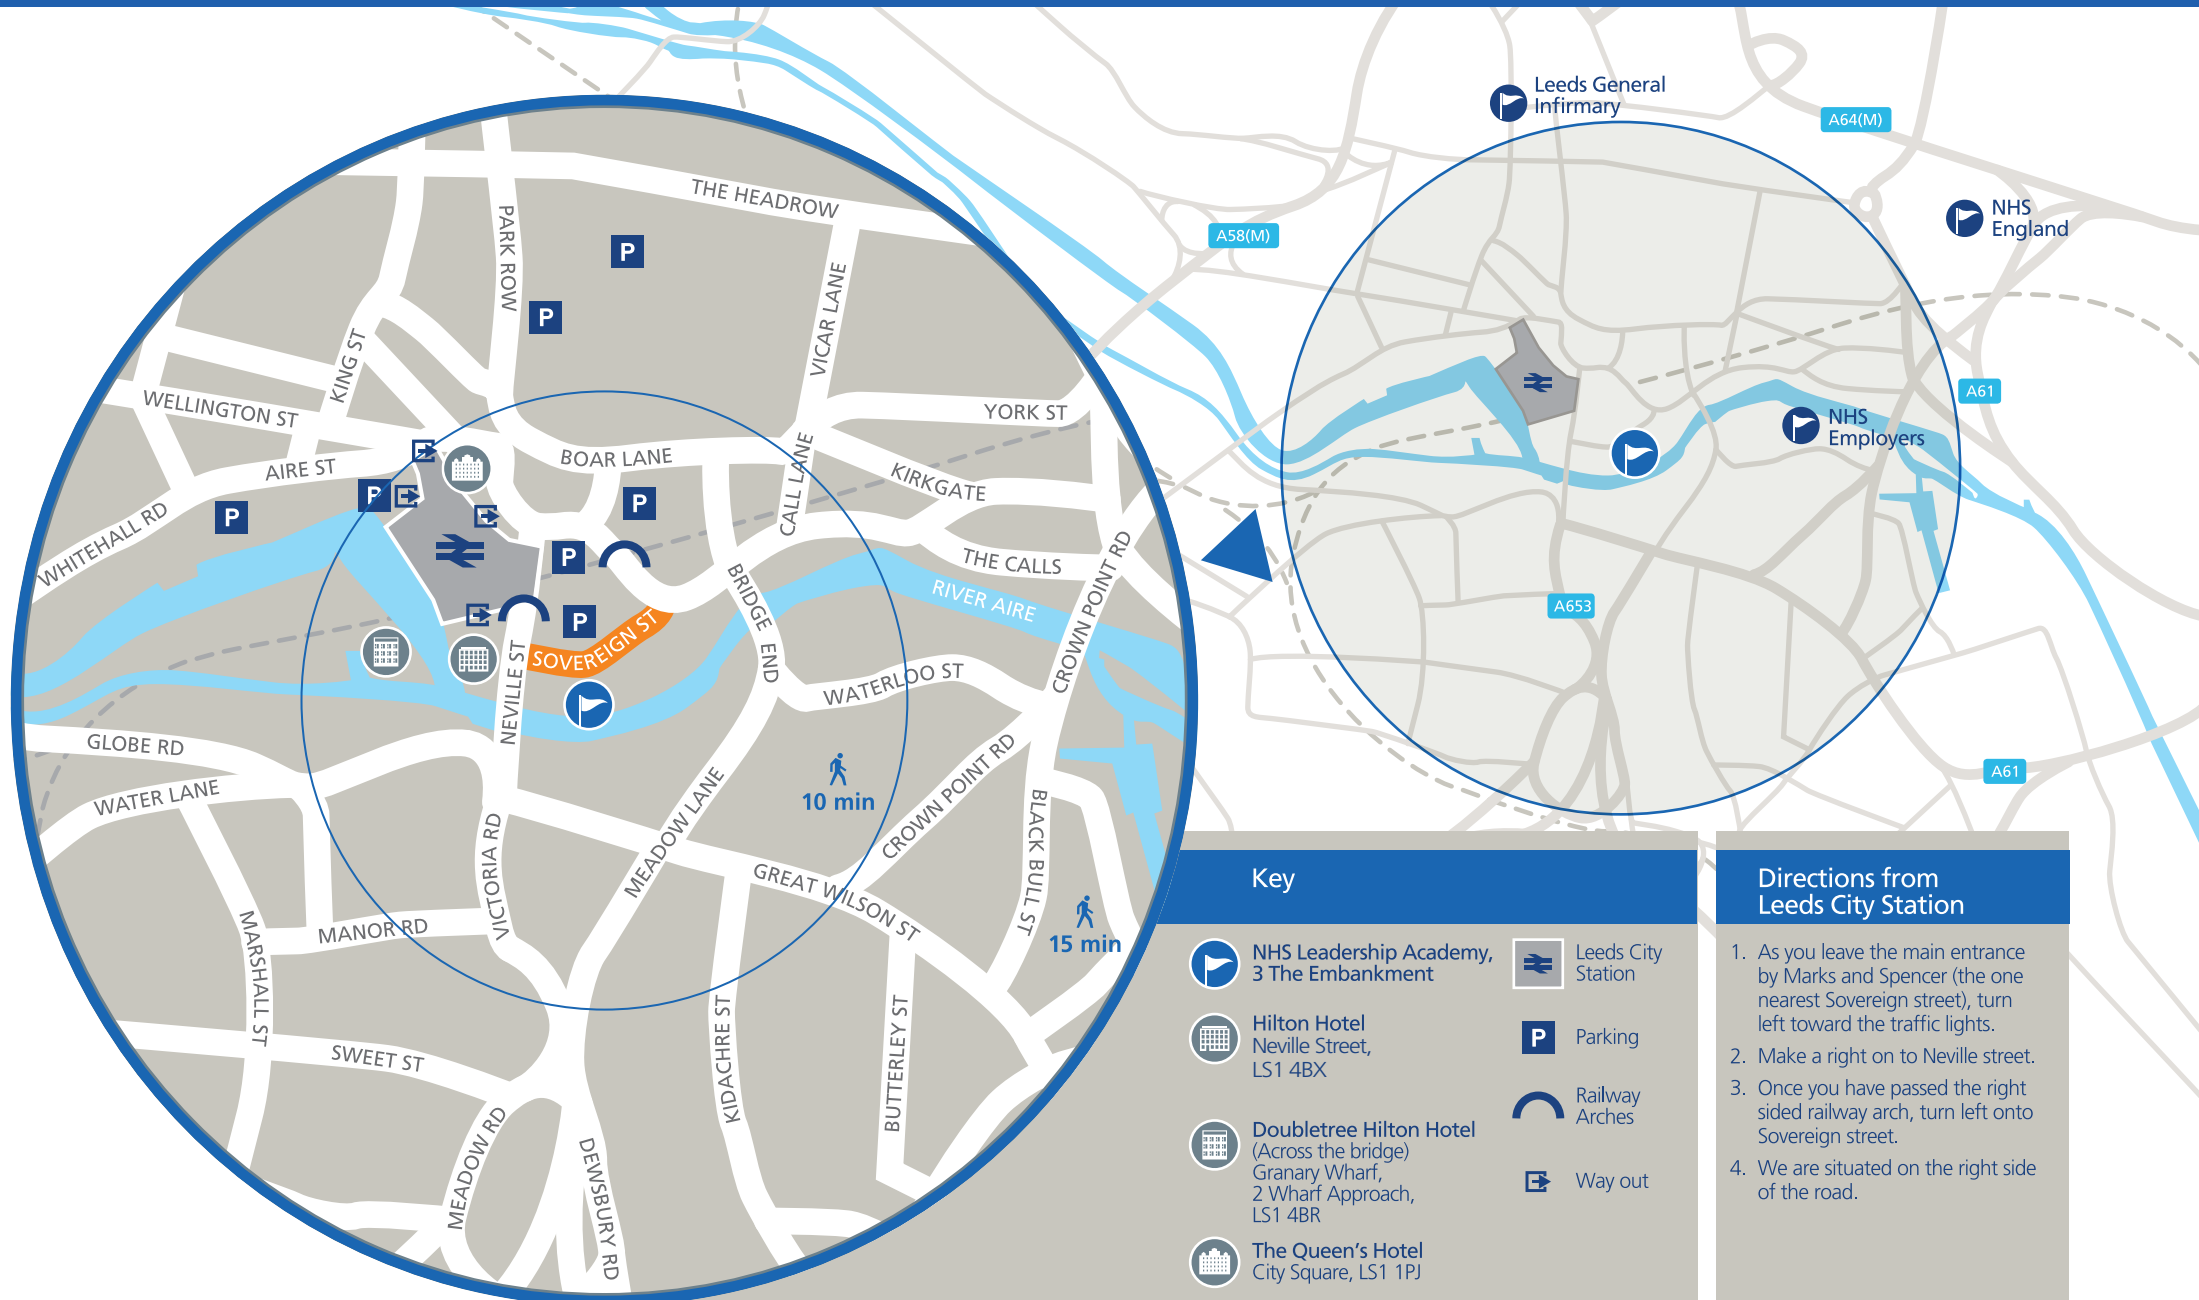 THE HEADROW
PARK ROW
P
P
VICAR LANE
KING ST
WELLINGTON ST
YORK ST
AIRE ST
BOAR LANE
CALL LANE
KIRKGATE
WHITEHALL RD
P
P
P
P
P
THE CALLS
BRIDGE END
RIVER AIRE
CROWN POINT RD
SOVEREIGN ST
NEVILLE ST
WATERLOO ST
GLOBE RD
WATER LANE
10 min
CROWN POINT RD
MEADOW LANE
VICTORIA RD
GREAT WILSON ST
BLACK BULL ST
15 min
MANOR RD
MARSHALL ST
SWEET ST
KIDACHRE ST
BUTTERLEY ST
MEADOW RD
DEWSBURY RD
Leeds General
Infirmary
A64(M)
NHS
England
A58(M)
A61
NHS
Employers
A653
A61
Key
NHS Leadership Academy,
3 The Embankment
Hilton Hotel
Neville Street,
LS1 4BX
Doubletree Hilton Hotel
(Across the bridge)
Granary Wharf,
2 Wharf Approach,
LS1 4BR
The Queen's Hotel
City Square, LS1 1PJ
Leeds City
Station
P
Parking
Railway
Arches
Way out
Directions from
Leeds City Station
1. As you leave the main entrance
by Marks and Spencer (the one
nearest Sovereign street), turn
left toward the traffic lights.
2. Make a right on to Neville street.
3. Once you have passed the right
sided railway arch, turn left onto
Sovereign street.
4. We are situated on the right side
of the road.